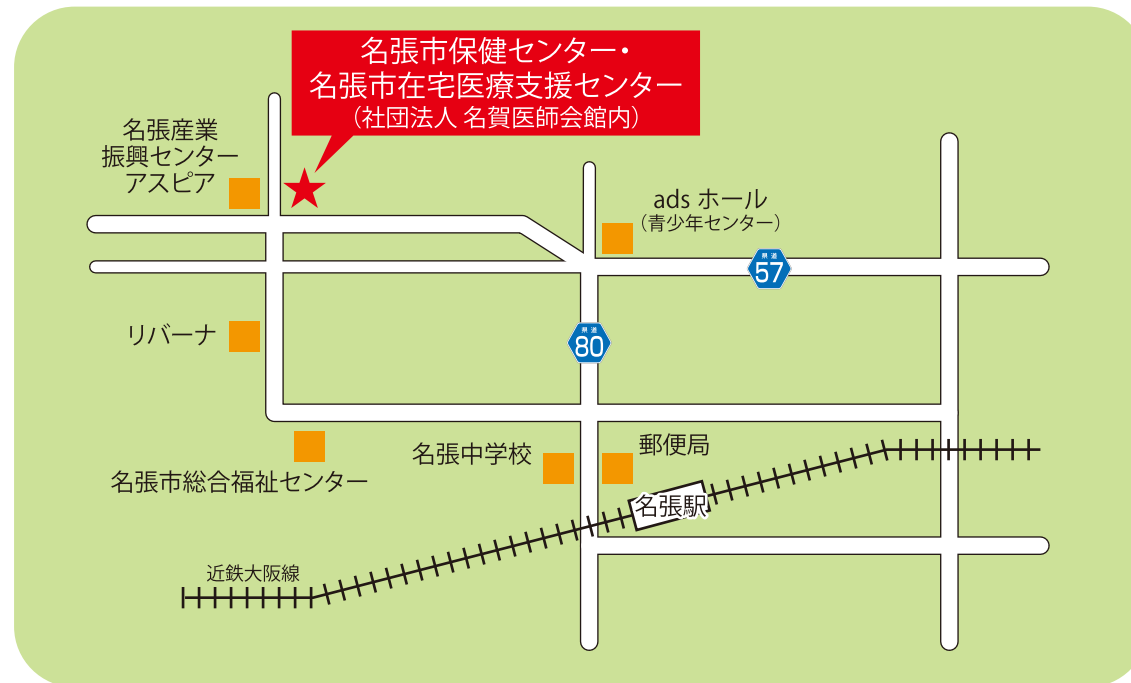 名張市保健センター・
名張市在宅医療支援センター
（社団法人 名賀医師会館内）
名張産業
振興センター
アスピア
ads ホール
（青少年センター）
県道
57
リバーナ
県道
80
名張中学校
郵便局
名張市総合福祉センター
名張駅
近鉄大阪線